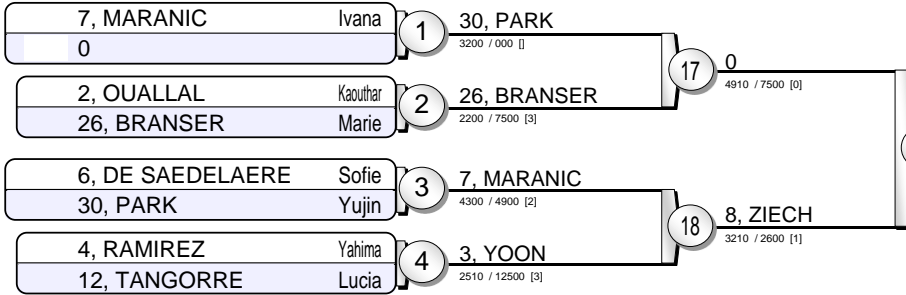 7, MARANIC Ivana
0
1
30, PARK
3200 / 000 []
2, OUALLAL Kaouthar
26, BRANSER Marie
2
26, BRANSER
2200 / 7500 [3]
17
0
4910 / 7500 [0]
6, DE SAEDELAERE Sofie
30, PARK Yujin
3
7, MARANIC
4300 / 4900 [2]
4, RAMIREZ Yahima
12, TANGORRE Lucia
4
3, YOON
2510 / 12500 [3]
18
8, ZIECH
3210 / 2600 [1]